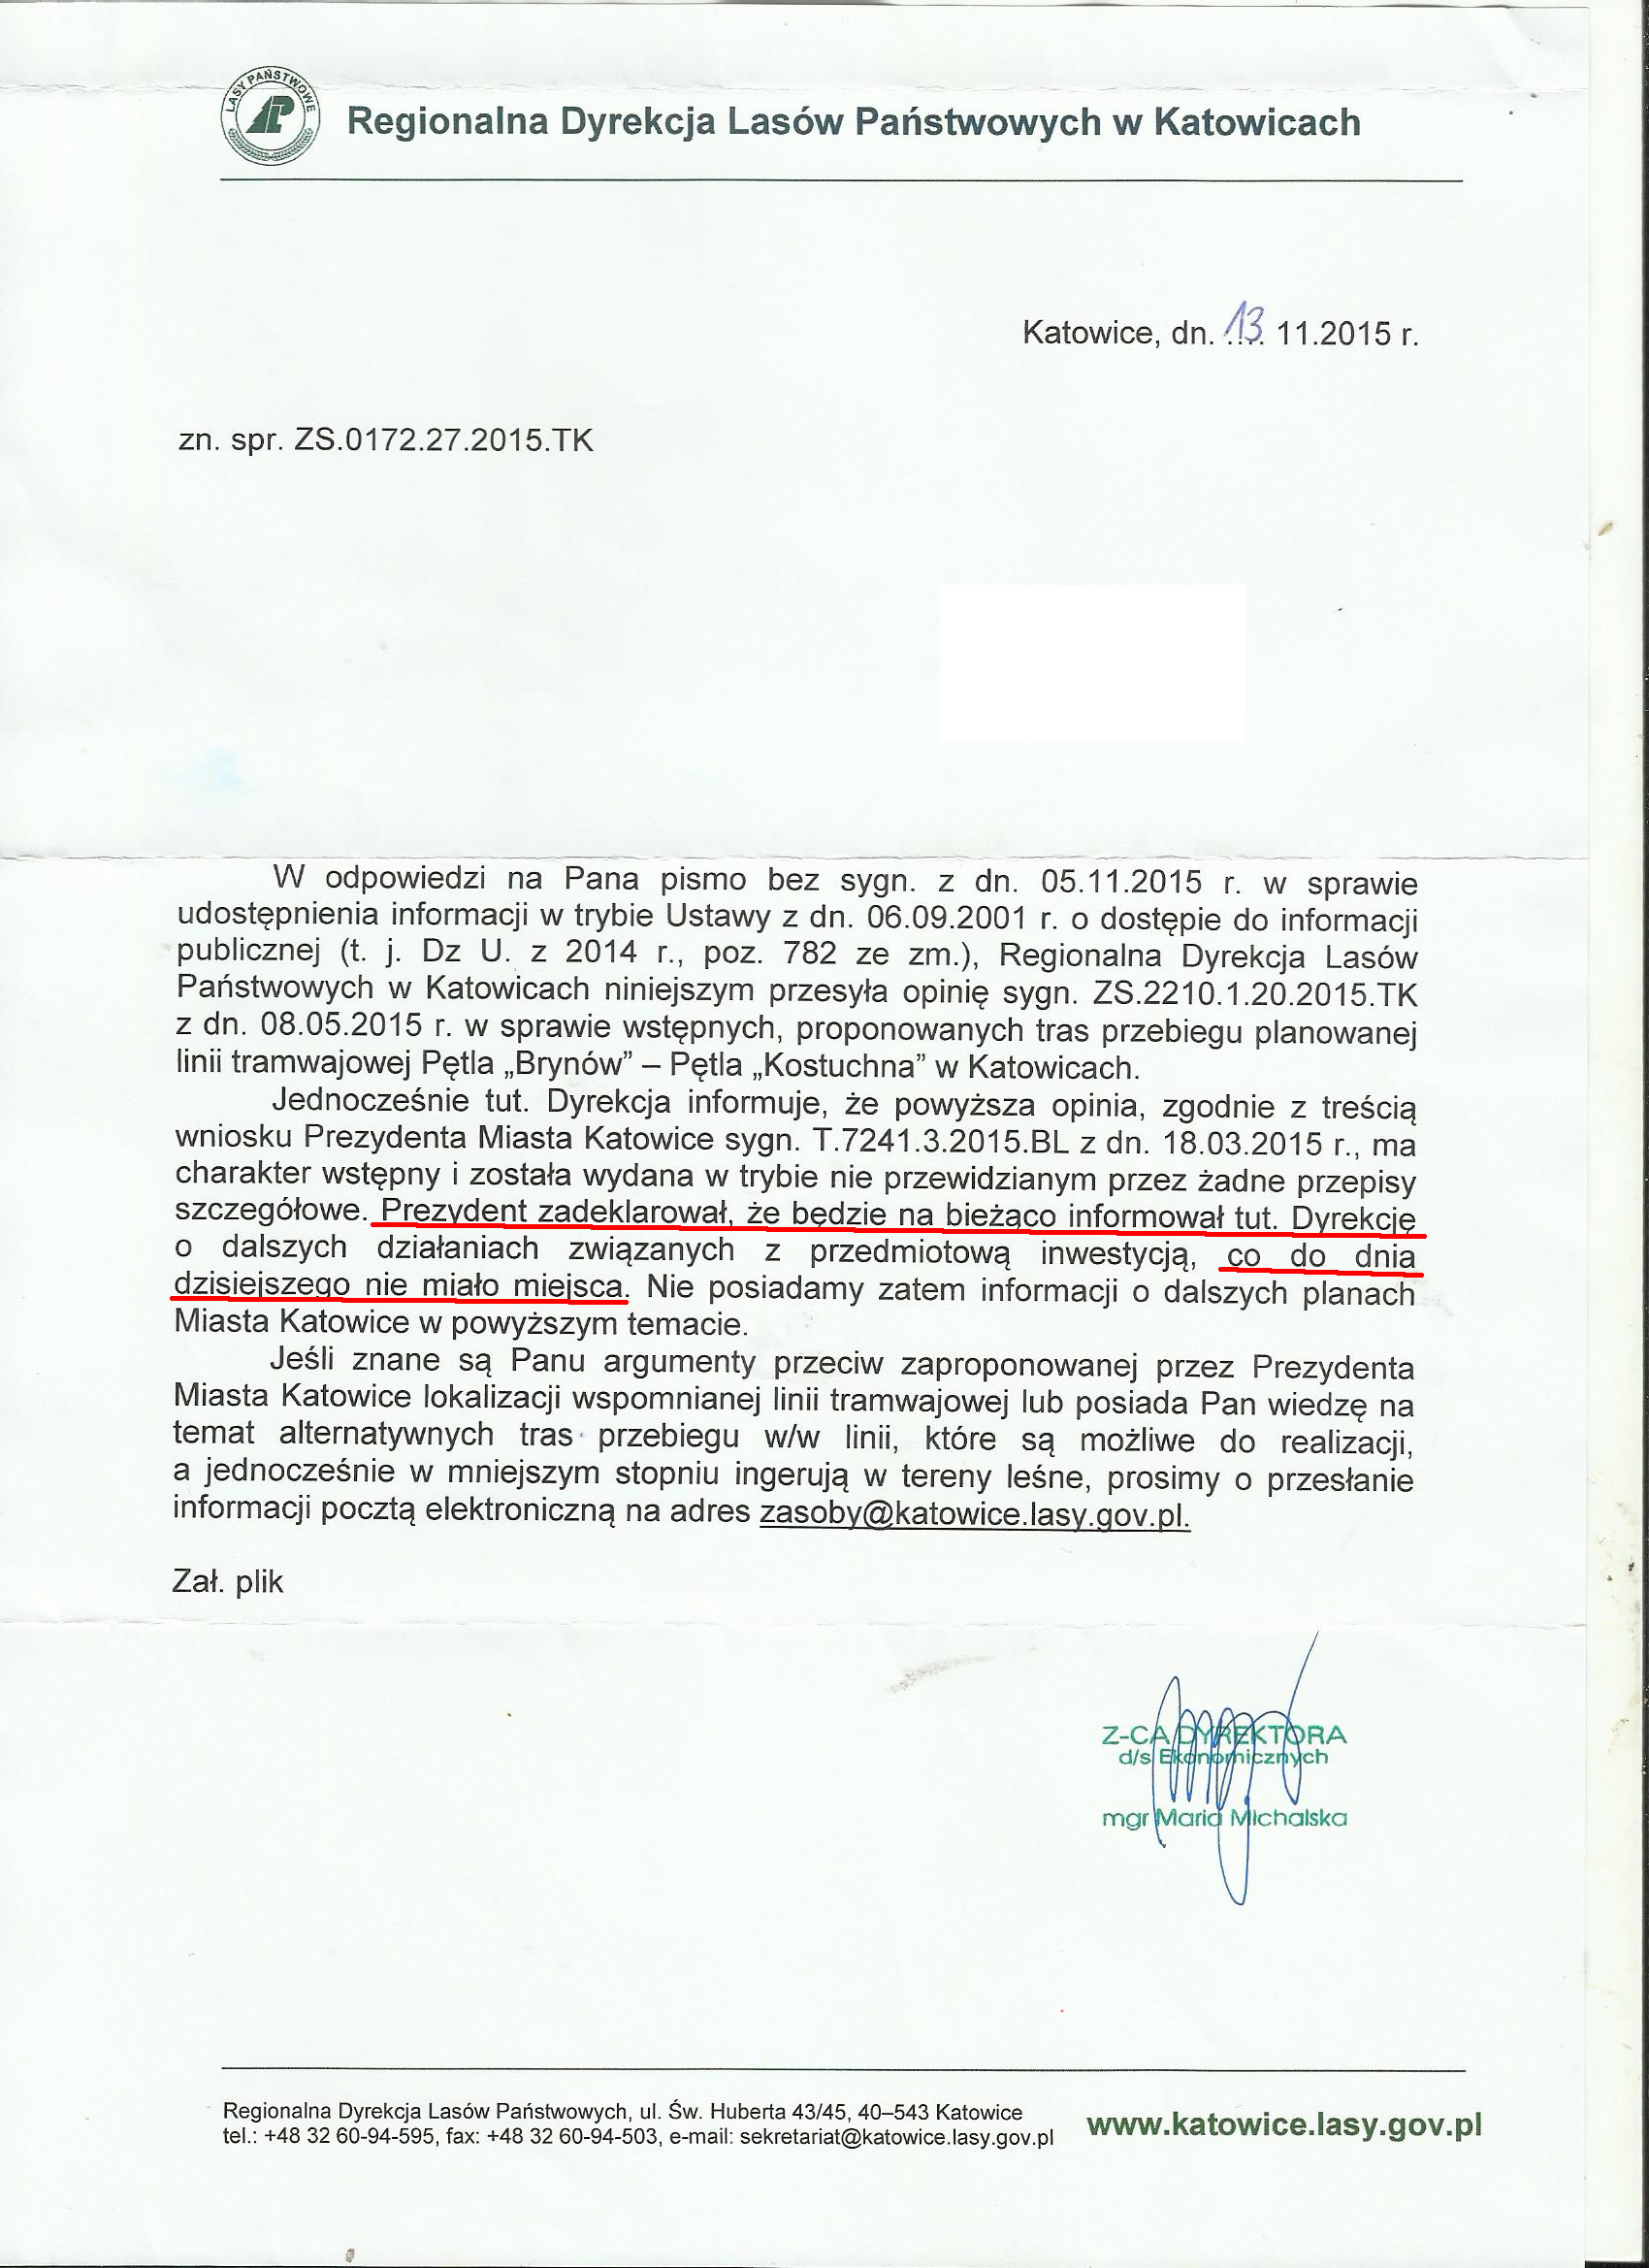 LASY PAŃSTWOWE
Regionalna Dyrekcja Lasów Państwowych w Katowicach
Katowice, dn. 13 11.2015 r.
zn. spr. ZS.0172.27.2015.TK
W odpowiedzi na Pana pismo bez sygn. z dn. 05.11.2015 r. w sprawie
udostępnienia informacji w trybie Ustawy z dn. 06.09.2001 r. o dostępie do informacji
publicznej (t. j. Dz U. z 2014 r., poz. 782 ze zm.), Regionalna Dyrekcja Lasów
Państwowych w Katowicach niniejszym przesyła opinię sygn. ZS.2210.1.20.2015.TK
z dn. 08.05.2015 r. w sprawie wstępnych, proponowanych tras przebiegu planowanej
linii tramwajowej Pętla „Brynów” – Pętla „Kostuchna” w Katowicach.
Jednocześnie tut. Dyrekcja informuje, że powyższa opinia, zgodnie z treścią
wniosku Prezydenta Miasta Katowice sygn. T.7241.3.2015.BL z dn. 18.03.2015 r., ma
charakter wstępny i została wydana w trybie nie przewidzianym przez żadne przepisy
szczegółowe. Prezydent zadeklarował, że będzie na bieżąco informował tut. Dyrekcję
o dalszych działaniach związanych z przedmiotową inwestycją, co do dnia
dzisiejszego nie miało miejsca. Nie posiadamy zatem informacji o dalszych planach
Miasta Katowice w powyższym temacie.
Jeśli znane są Panu argumenty przeciw zaproponowanej przez Prezydenta
Miasta Katowice lokalizacji wspomnianej linii tramwajowej lub posiada Pan wiedzę na
temat alternatywnych tras przebiegu w/w linii, które są możliwe do realizacji,
a jednocześnie w mniejszym stopniu ingerują w tereny leśne, prosimy o przesłanie
informacji pocztą elektroniczną na adres zasoby@katowice.lasy.gov.pl.
Zał. plik
Z-CA DYREKTORA
d/s Ekonomicznych
mgr Maria Michalska
Regionalna Dyrekcja Lasów Państwowych, ul. Św. Huberta 43/45, 40–543 Katowice
tel.: +48 32 60-94-595, fax: +48 32 60-94-503, e-mail: sekretariat@katowice.lasy.gov.pl
www.katowice.lasy.gov.pl